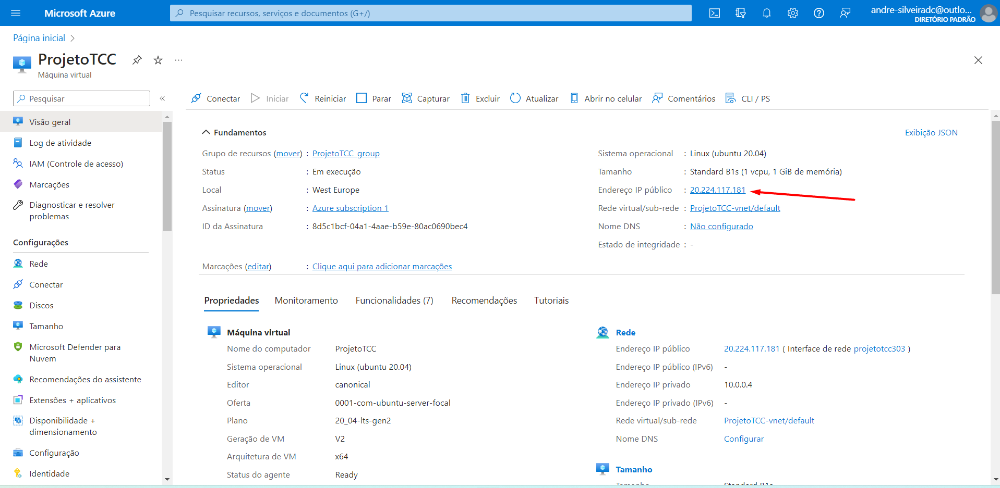 Microsoft Azure
Pesquisar recursos, serviços e documentos (G+/)
andre-silveiradc@outlo...
DIRETÓRIO PADRÃO
Página inicial
ProjetoTCC
...
Máquina virtual
Pesquisar
«
Conectar
Iniciar
Reiniciar
Parar
Capturar
Excluir
Atualizar
Abrir no celular
Comentários
CLI / PS
Visão geral
Log de atividade
IAM (Controle de acesso)
Marcações
Diagnosticar e resolver
problemas
Configurações
Rede
Conectar
Discos
Tamanho
Microsoft Defender para
Nuvem
Recomendações do assistente
Extensões + aplicativos
Disponibilidade +
dimensionamento
Configuração
Identidade
Fundamentos
Exibição JSON
Grupo de recursos (mover) : ProjetoTCC_group
Status : Em execução
Local : West Europe
Assinatura (mover) : Azure subscription 1
ID da Assinatura : 8d5c1bcf-04a1-4aae-b59e-80ac0690bec4
Sistema operacional : Linux (ubuntu 20.04)
Tamanho : Standard B1s (1 vcpu, 1 GiB de memória)
Endereço IP público : 20.224.117.181
Rede virtual/sub-rede : ProjetoTCC-vnet/default
Nome DNS : Não configurado
Estado de integridade : -
Marcações (editar) : Clique aqui para adicionar marcações
Propriedades
Monitoramento
Funcionalidades (7)
Recomendações
Tutoriais
Máquina virtual
Nome do computador ProjetoTCC
Sistema operacional Linux (ubuntu 20.04)
Editor canonical
Oferta 0001-com-ubuntu-server-focal
Plano 20_04-lts-gen2
Geração de VM V2
Arquitetura de VM x64
Status do agente Ready
Rede
Endereço IP público 20.224.117.181 ( Interface de rede projetotcc303 )
Endereço IP público (IPv6) -
Endereço IP privado 10.0.0.4
Endereço IP privado (IPv6) -
Rede virtual/sub-rede ProjetoTCC-vnet/default
Nome DNS Configurar
Tamanho
Tamanho Standard B1s